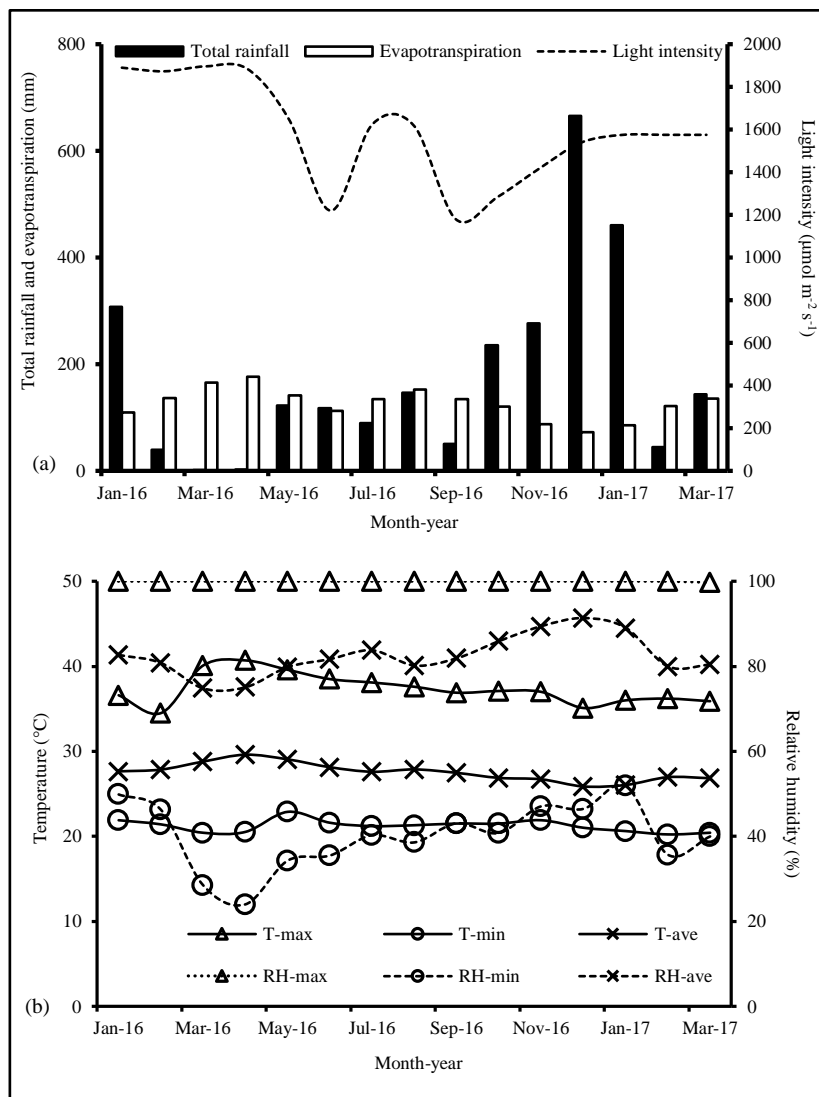 Total rainfall Evapotranspiration Light intensity
Total rainfall and evapotranspiration (mm)
800
600
400
200
0
Light intensity (μmol m⁻² s⁻¹)
2000
1800
1600
1400
1200
1000
800
600
400
200
0
(a)
Jan-16 Mar-16 May-16 Jul-16 Sep-16 Nov-16 Jan-17 Mar-17
Month-year
Temperature (°C)
50
40
30
20
10
0
Relative humidity (%)
100
80
60
40
20
0
T-max T-min T-ave
RH-max RH-min RH-ave
(b)
Jan-16 Mar-16 May-16 Jul-16 Sep-16 Nov-16 Jan-17 Mar-17
Month-year